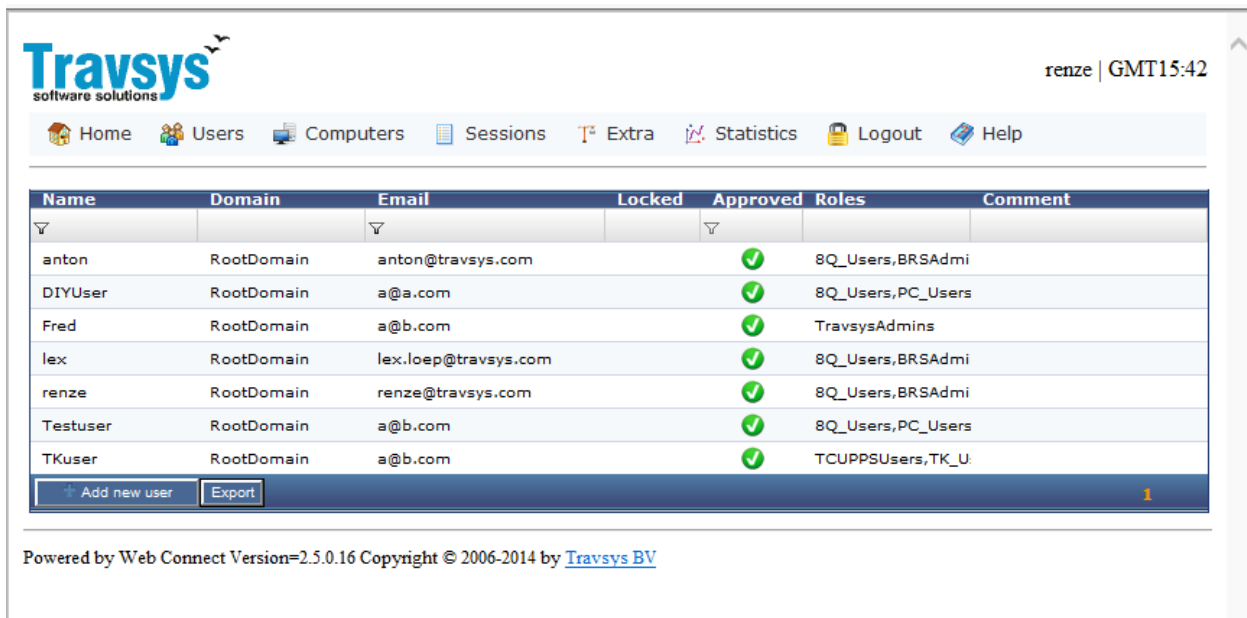 Travsys
software solutions
renze | GMT15:42
Home Users Computers Sessions Extra Statistics Logout Help
Name Domain Email Locked Approved Roles Comment
anton RootDomain anton@travsys.com 8Q_Users,BRSAdmi
DIYUser RootDomain a@a.com 8Q_Users,PC_Users
Fred RootDomain a@b.com TravsysAdmins
lex RootDomain lex.loep@travsys.com 8Q_Users,BRSAdmi
renze RootDomain renze@travsys.com 8Q_Users,BRSAdmi
Testuser RootDomain a@b.com 8Q_Users,PC_Users
TKuser RootDomain a@b.com TCUPPSUsers,TK_U
Add new user Export 1
Powered by Web Connect Version=2.5.0.16 Copyright © 2006-2014 by Travsys BV